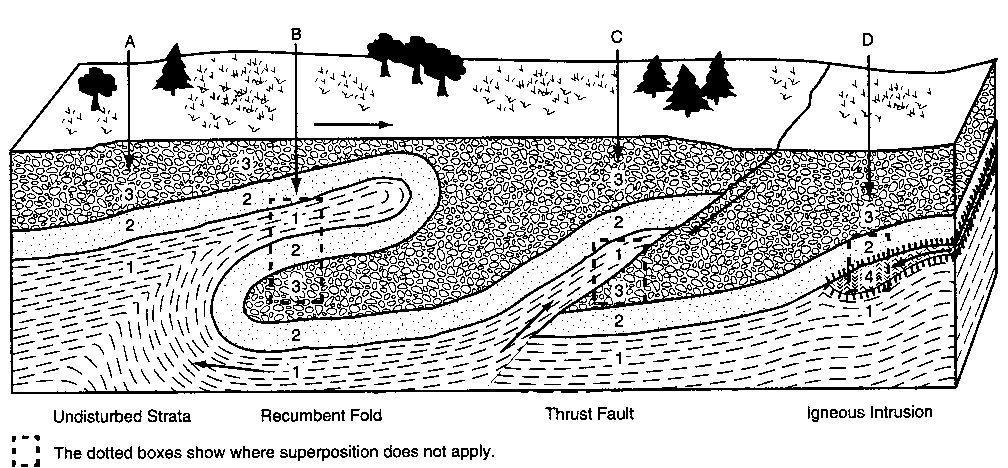 A B C D
3 3 3 3
2 2 2 2
1 1 1 4
2 3 1
3 2
2 1
1
Undisturbed Strata Recumbent Fold Thrust Fault Igneous Intrusion
The dotted boxes show where superposition does not apply.